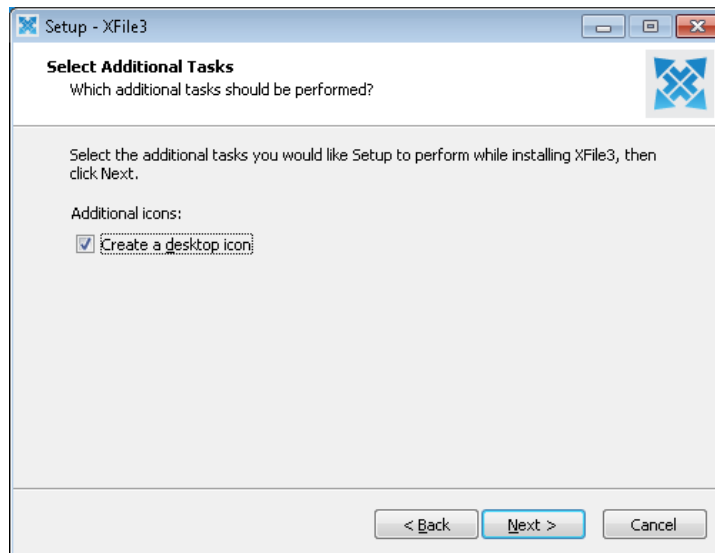 Setup - XFile3
Select Additional Tasks
Which additional tasks should be performed?
Select the additional tasks you would like Setup to perform while installing XFile3, then
click Next.
Additional icons:
Create a desktop icon
< Back
Next >
Cancel